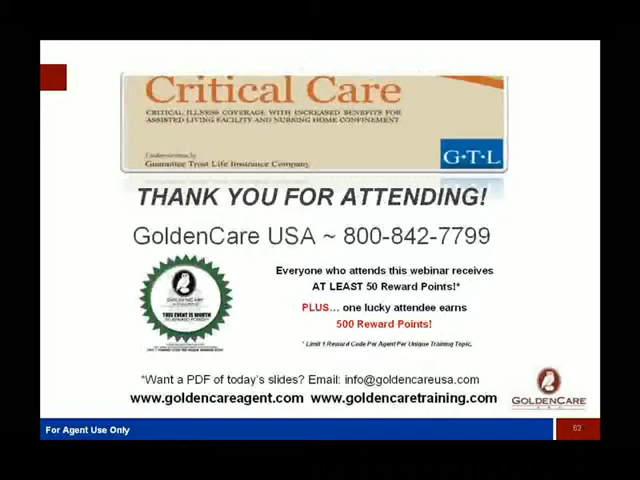 Critical Care
CRITICAL ILLNESS COVERAGE WITH INCREASED BENEFITS FOR
ASSISTED LIVING FACILITY AND NURSING HOME CONFINEMENT
Underwritten by
Guarantee Trust Life Insurance Company
G·T·L
THANK YOU FOR ATTENDING!
GoldenCare USA ~ 800-842-7799
Everyone who attends this webinar receives
AT LEAST 50 Reward Points!*
PLUS… one lucky attendee earns
500 Reward Points!
* Limit 1 Reward Code Per Agent Per Unique Training Topic.
GOLDENCARE
THIS EVENT IS WORTH
*Want a PDF of today's slides? Email: info@goldencareusa.com
www.goldencareagent.com www.goldencaretraining.com
GOLDENCARE
USA
For Agent Use Only
63